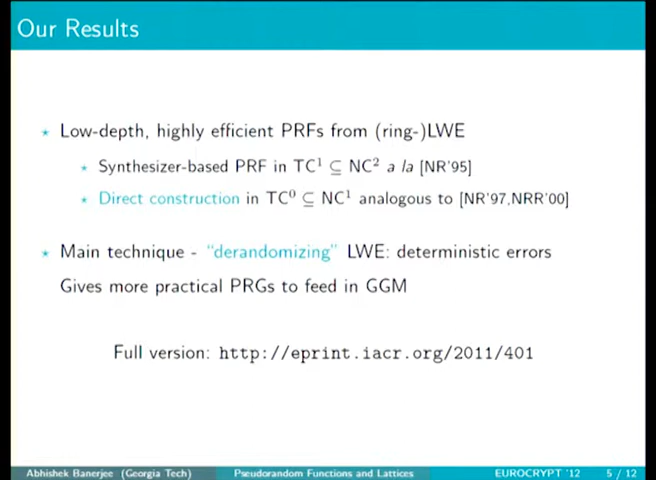 Our Results
* Low-depth, highly efficient PRFs from (ring-)LWE
* Synthesizer-based PRF in TC¹ ⊆ NC² a la [NR'95]
* Direct construction in TC⁰ ⊆ NC¹ analogous to [NR'97,NRR'00]
* Main technique - "derandomizing" LWE: deterministic errors
Gives more practical PRGs to feed in GGM
Full version: http://eprint.iacr.org/2011/401
Abhishek Banerjee (Georgia Tech) Pseudorandom Functions and Lattices EUROCRYPT '12 5 / 12